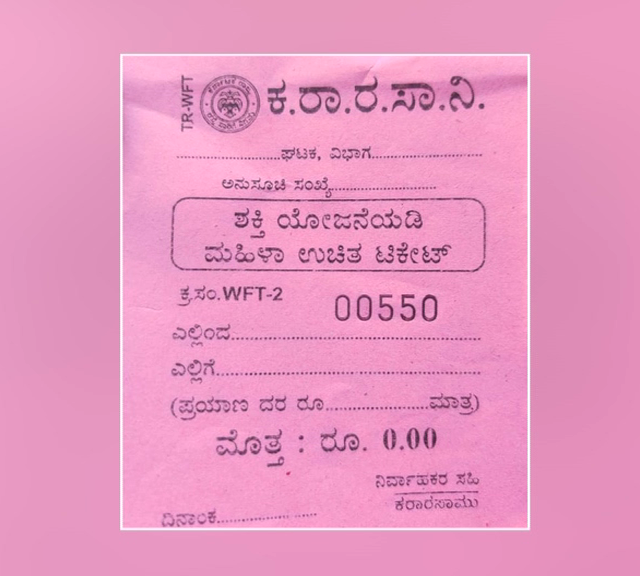 TR-WFT
ಕ.ರಾ.ರ.ಸಾ.ನಿ.
..............................ಘಟಕ, ವಿಭಾಗ..............................
ಅನುಸೂಚಿ ಸಂಖ್ಯೆ..............................
ಶಕ್ತಿ ಯೋಜನೆಯಡಿ
ಮಹಿಳಾ ಉಚಿತ ಟಿಕೇಟ್
ಕ್ರ.ಸಂ.WFT-2 00550
ಎಲ್ಲಿಂದ..............................
ಎಲ್ಲಿಗೆ..............................
(ಪ್ರಯಾಣ ದರ ರೂ......................ಮಾತ್ರ)
ಮೊತ್ತ : ರೂ. 0.00
ನಿರ್ವಾಹಕರ ಸಹಿ
ಕರಾರಸಾಮು
ದಿನಾಂಕ......................